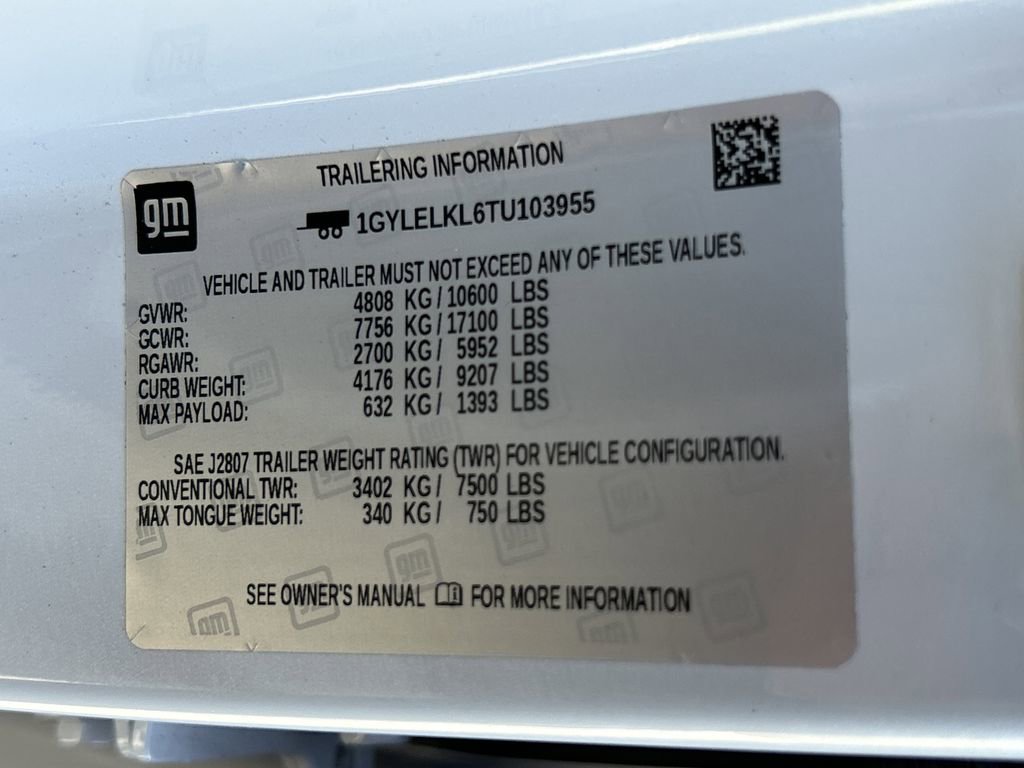 TRAILERING INFORMATION
gm
1GYLELKL6TU103955
VEHICLE AND TRAILER MUST NOT EXCEED ANY OF THESE VALUES.
GVWR: 4808 KG / 10600 LBS
GCWR: 7756 KG / 17100 LBS
RGAWR: 2700 KG / 5952 LBS
CURB WEIGHT: 4176 KG / 9207 LBS
MAX PAYLOAD: 632 KG / 1393 LBS
SAE J2807 TRAILER WEIGHT RATING (TWR) FOR VEHICLE CONFIGURATION.
CONVENTIONAL TWR: 3402 KG / 7500 LBS
MAX TONGUE WEIGHT: 340 KG / 750 LBS
SEE OWNER'S MANUAL FOR MORE INFORMATION